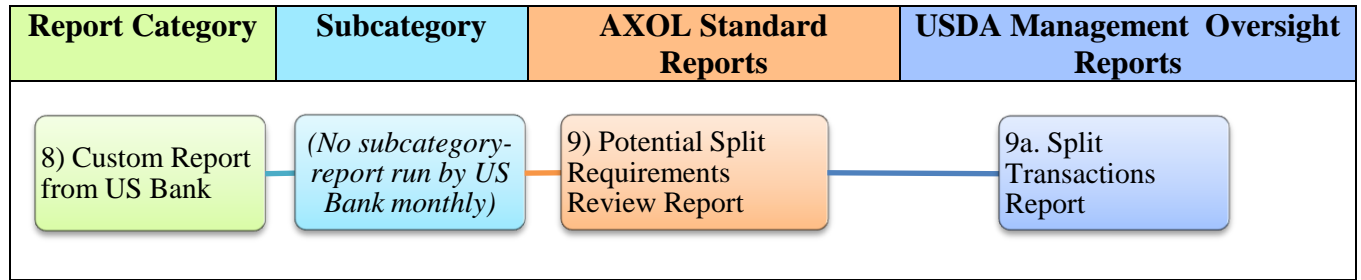 Report Category
Subcategory
AXOL Standard
Reports
USDA Management Oversight
Reports
8) Custom Report
from US Bank
(No subcategory-
report run by US
Bank monthly)
9) Potential Split
Requirements
Review Report
9a. Split
Transactions
Report